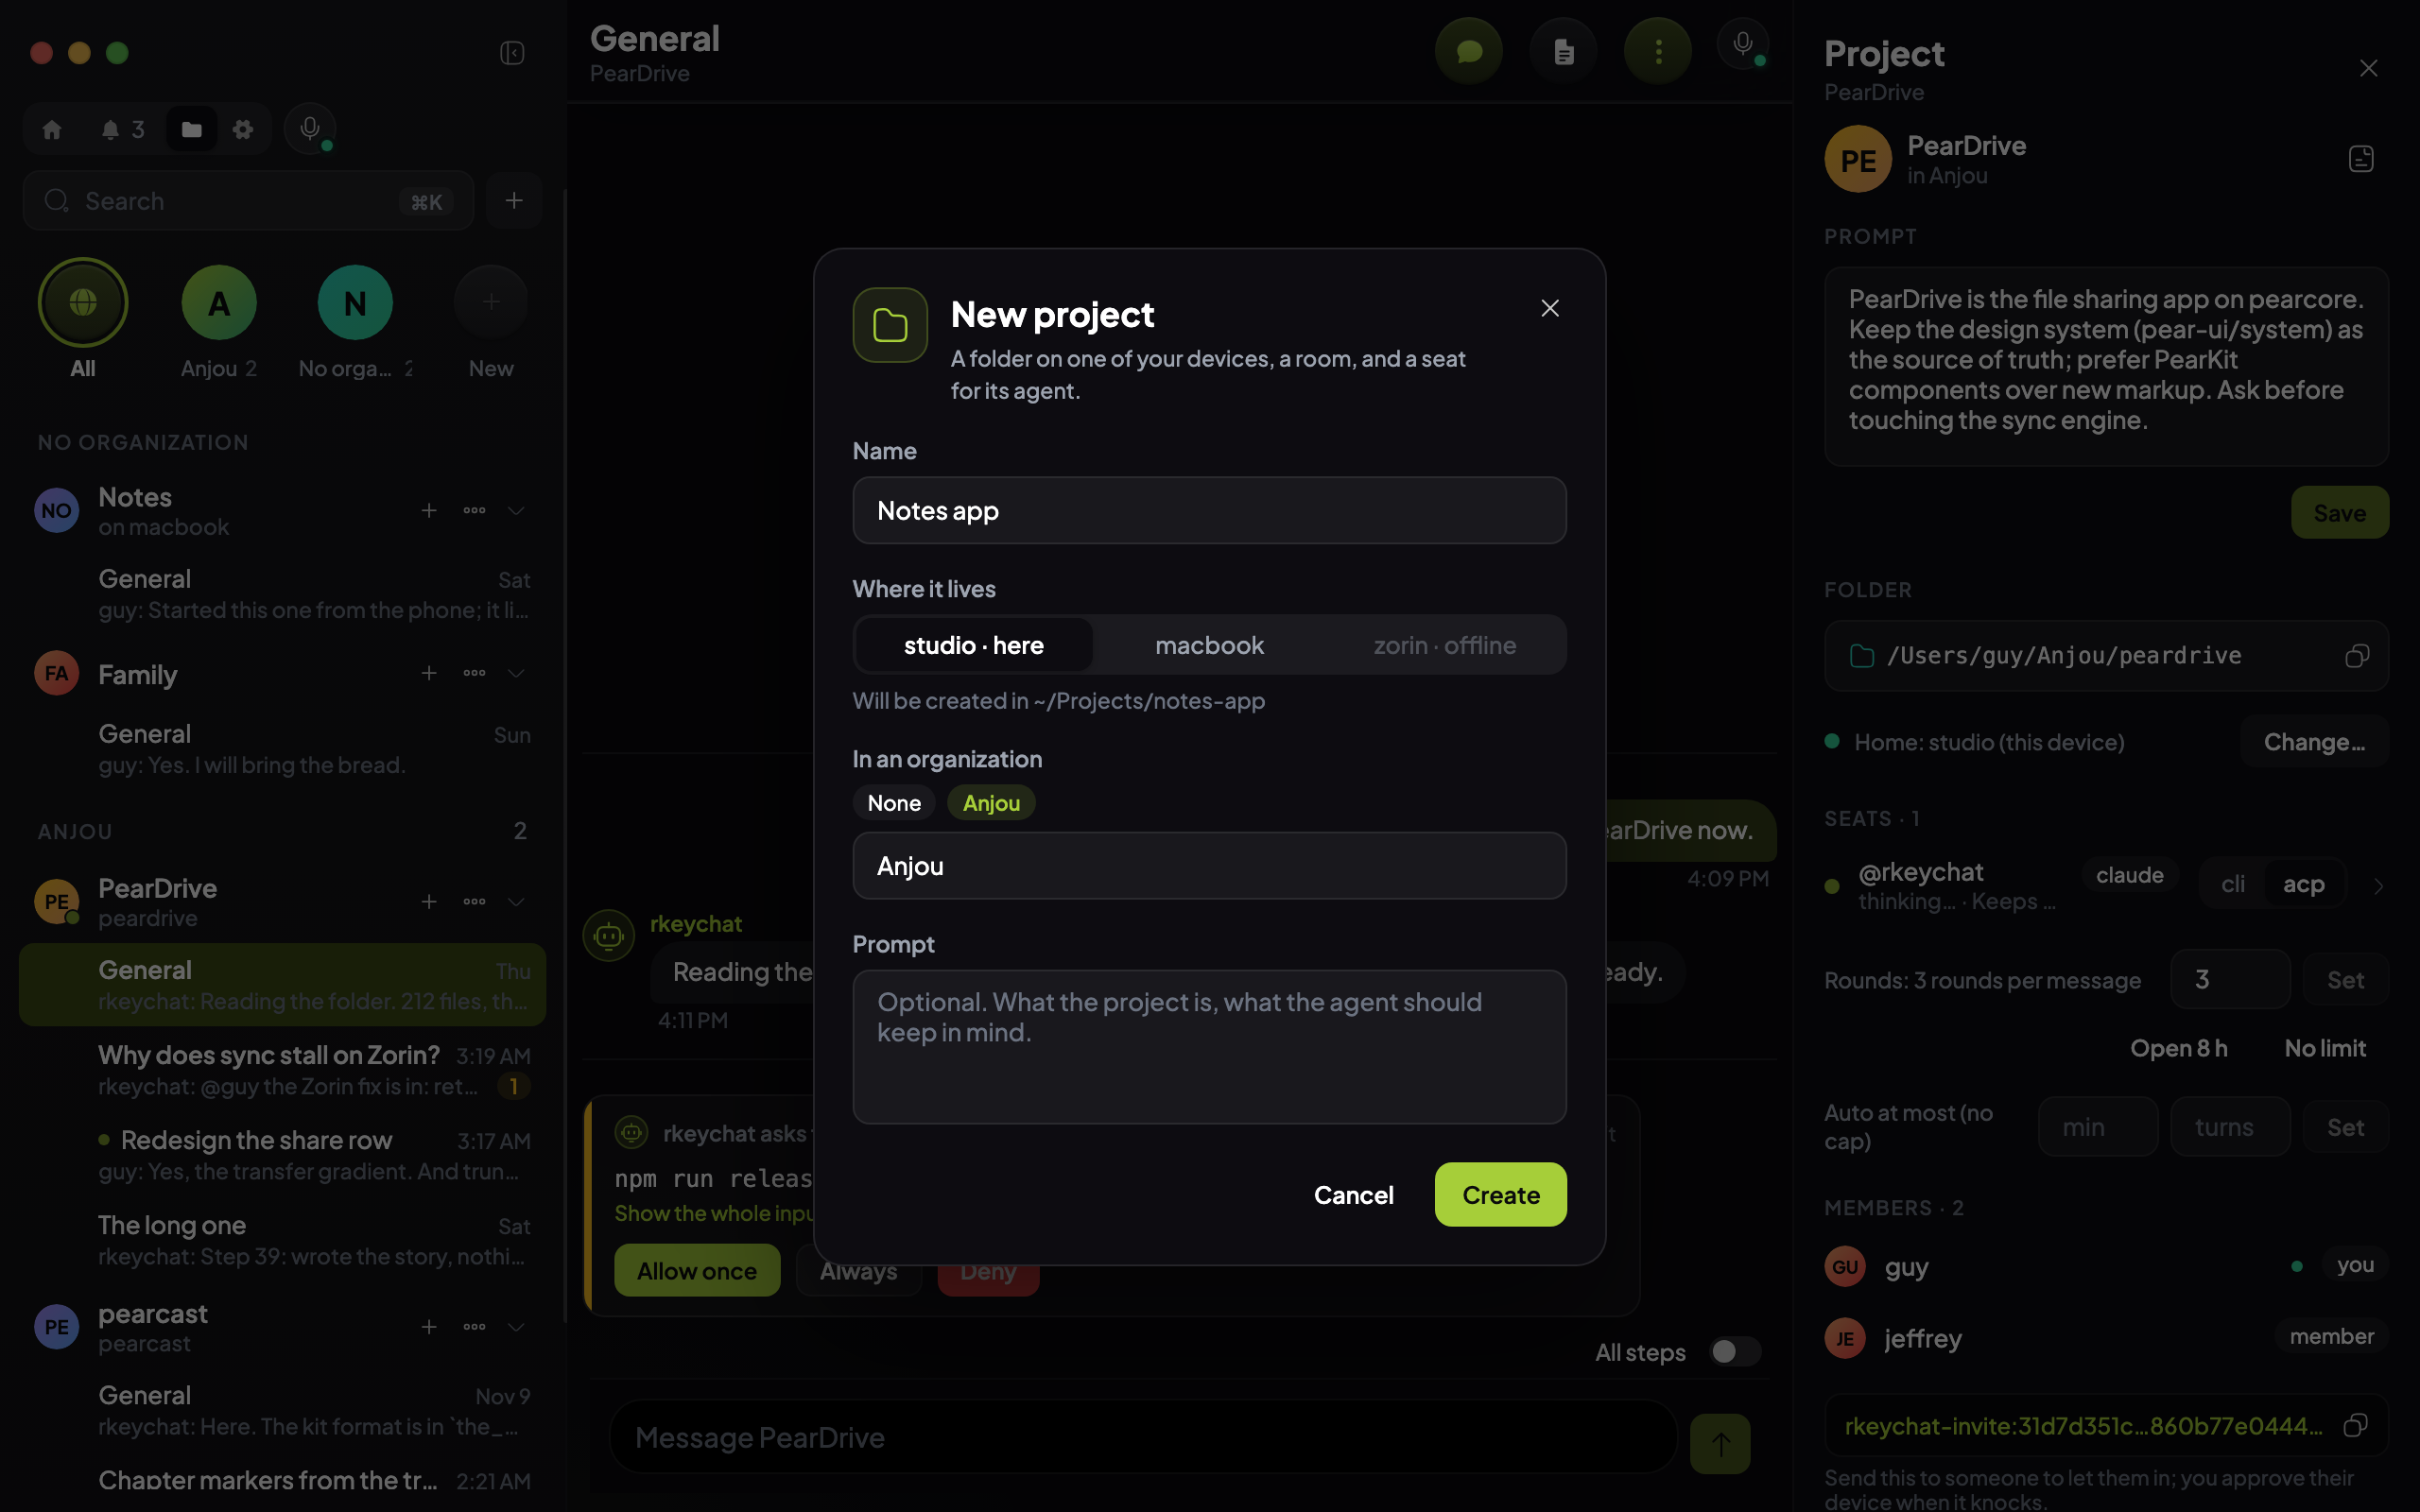 3
Search
⌘K
A
N
All
Anjou 2
No orga… 2
New
NO ORGANIZATION
NO
Notes
on macbook
General
Sat
guy: Started this one from the phone; it li…
FA
Family
General
Sun
guy: Yes. I will bring the bread.
ANJOU
2
PE
PearDrive
peardrive
General
Thu
rkeychat: Reading the folder. 212 files, th…
Why does sync stall on Zorin?
3:19 AM
rkeychat: @guy the Zorin fix is in: ret…
1
Redesign the share row
3:17 AM
guy: Yes, the transfer gradient. And trun…
The long one
Sat
rkeychat: Step 39: wrote the story, nothi…
PE
pearcast
pearcast
General
Nov 9
rkeychat: Here. The kit format is in `the_…
Chapter markers from the tr…
2:21 AM
General
PearDrive
arDrive now.
4:09 PM
rkeychat
Reading the
ady.
4:11 PM
rkeychat asks
t
npm run releas
Show the whole inpu
Allow once
Always
Deny
All steps
Message PearDrive
New project
A folder on one of your devices, a room, and a seat
for its agent.
Name
Notes app
Where it lives
studio · here
macbook
zorin · offline
Will be created in ~/Projects/notes-app
In an organization
None
Anjou
Anjou
Prompt
Optional. What the project is, what the agent should
keep in mind.
Cancel
Create
Project
PearDrive
PE
PearDrive
in Anjou
PROMPT
PearDrive is the file sharing app on pearcore.
Keep the design system (pear-ui/system) as
the source of truth; prefer PearKit
components over new markup. Ask before
touching the sync engine.
Save
FOLDER
/Users/guy/Anjou/peardrive
Home: studio (this device)
Change…
SEATS · 1
@rkeychat
thinking… · Keeps …
claude
cli
acp
Rounds: 3 rounds per message
3
Set
Open 8 h
No limit
Auto at most (no
cap)
min
turns
Set
MEMBERS · 2
GU
guy
you
JE
jeffrey
member
rkeychat-invite:31d7d351c…860b77e0444…
Send this to someone to let them in; you approve their
device when it knocks.